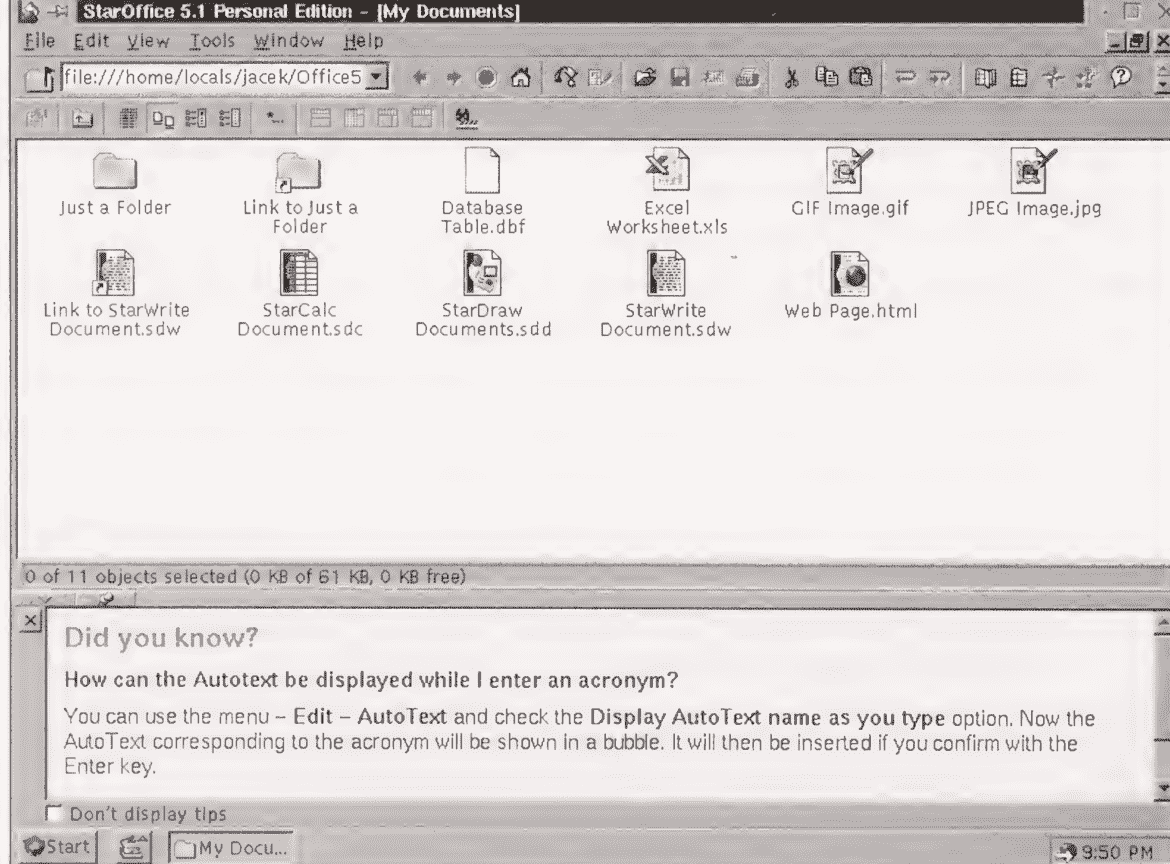 StarOffice 5.1 Personal Edition – [My Documents]
File Edit View Tools Window Help
file:///home/locals/jacek/Office5
Just a Folder
Link to Just a
Folder
Database
Table.dbf
Excel
Worksheet.xls
GIF Image.gif
JPEG Image.jpg
Link to StarWrite
Document.sdw
StarCalc
Document.sdc
StarDraw
Documents.sdd
StarWrite
Document.sdw
Web Page.html
0 of 11 objects selected (0 KB of 61 KB, 0 KB free)
Did you know?
How can the Autotext be displayed while I enter an acronym?
You can use the menu – Edit – AutoText and check the Display AutoText name as you type option. Now the
AutoText corresponding to the acronym will be shown in a bubble. It will then be inserted if you confirm with the
Enter key.
Don't display tips
Start My Docu... 9:50 PM